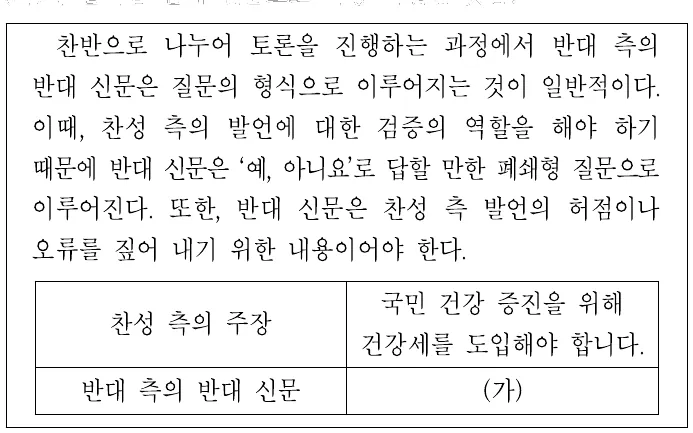 찬반으로 나누어 토론을 진행하는 과정에서 반대 측의
반대 신문은 질문의 형식으로 이루어지는 것이 일반적이다.
이때, 찬성 측의 발언에 대한 검증의 역할을 해야 하기
때문에 반대 신문은 ‘예, 아니요’로 답할 만한 폐쇄형 질문으로
이루어진다. 또한, 반대 신문은 찬성 측 발언의 허점이나
오류를 짚어 내기 위한 내용이어야 한다.
찬성 측의 주장
국민 건강 증진을 위해
건강세를 도입해야 합니다.
반대 측의 반대 신문
(가)